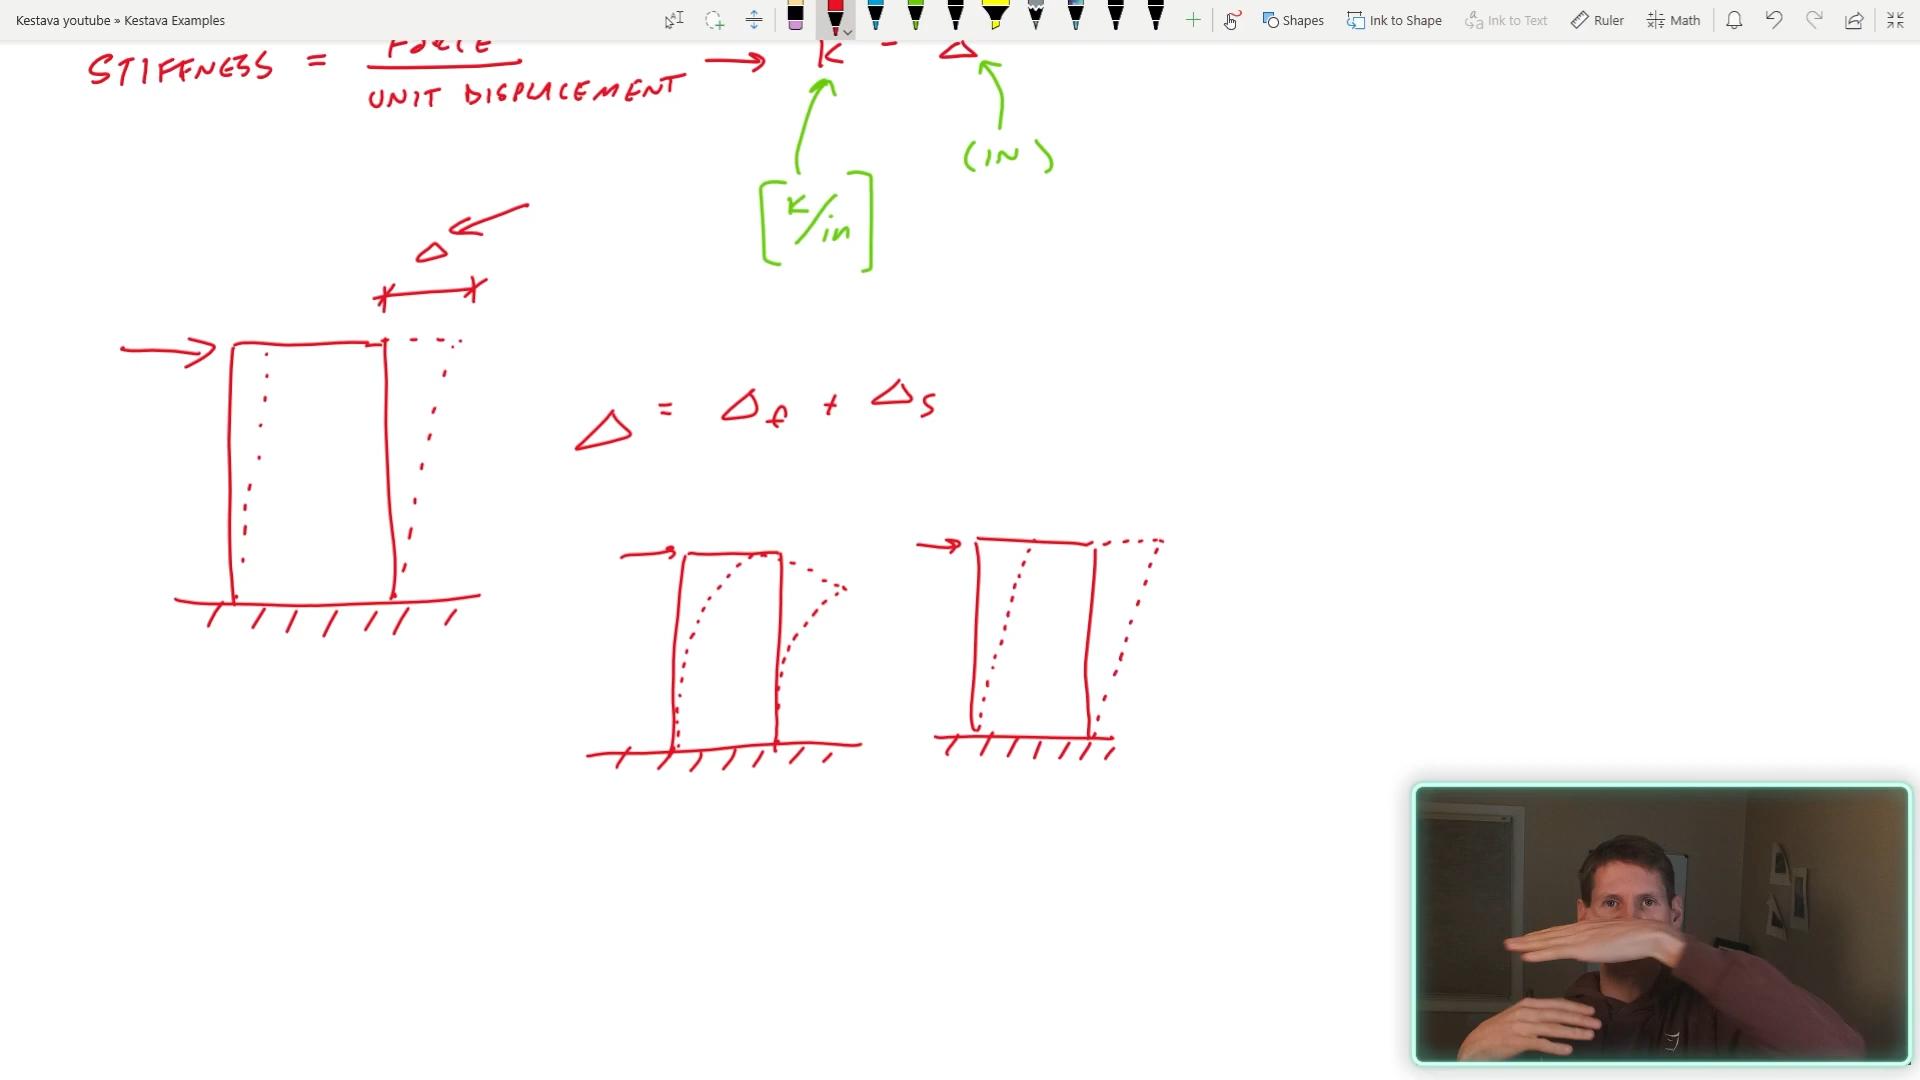 Kestava youtube » Kestava Examples
Shapes Ink to Shape Ink to Text Ruler Math
STIFFNESS = FORCE / UNIT DISPLACEMENT → K = Δ
(IN)
[K/in]
Δ
Δ = Δf + Δs